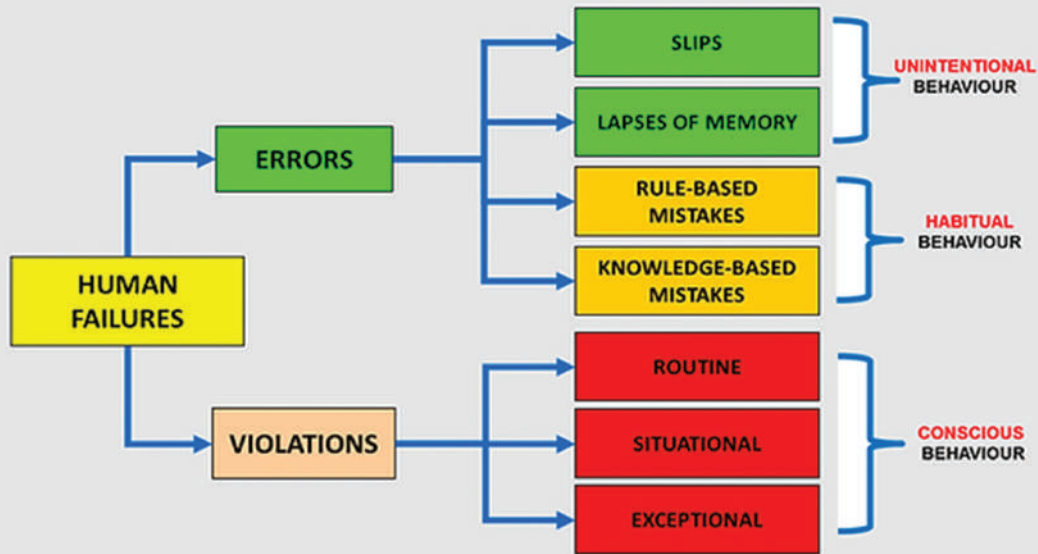 SLIPS
UNINTENTIONAL
BEHAVIOUR
LAPSES OF MEMORY
ERRORS
RULE-BASED
MISTAKES
HABITUAL
BEHAVIOUR
KNOWLEDGE-BASED
MISTAKES
HUMAN
FAILURES
ROUTINE
VIOLATIONS
SITUATIONAL
CONSCIOUS
BEHAVIOUR
EXCEPTIONAL